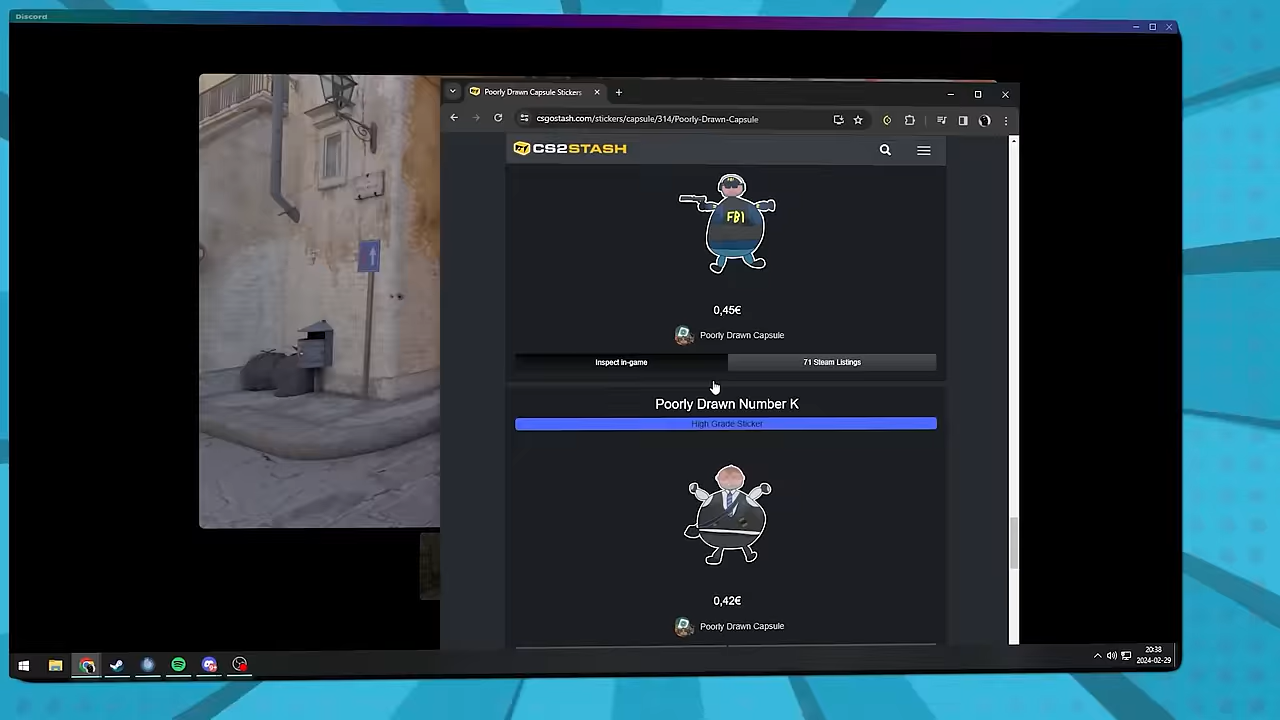 Discord
Poorly Drawn Capsule Stickers
csgostash.com/stickers/capsule/314/Poorly-Drawn-Capsule
CS2STASH
FBI
0,45€
Poorly Drawn Capsule
Inspect in-game
71 Steam Listings
Poorly Drawn Number K
High Grade Sticker
0,42€
Poorly Drawn Capsule
20:38
2024-02-29